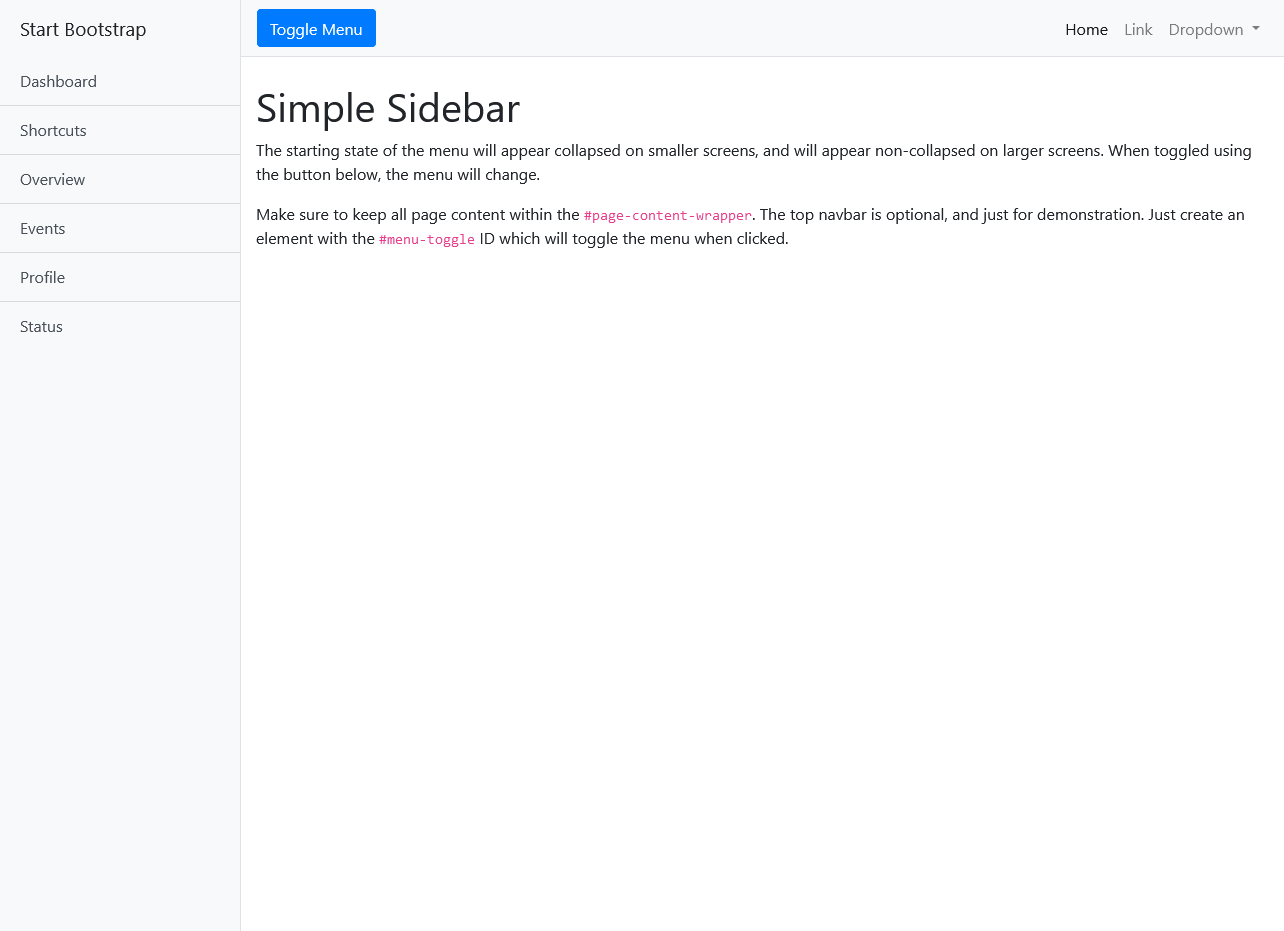 Start Bootstrap
Dashboard
Shortcuts
Overview
Events
Profile
Status
Toggle Menu
Home
Link
Dropdown
Simple Sidebar
The starting state of the menu will appear collapsed on smaller screens, and will appear non-collapsed on larger screens. When toggled using
the button below, the menu will change.
Make sure to keep all page content within the #page-content-wrapper. The top navbar is optional, and just for demonstration. Just create an
element with the #menu-toggle ID which will toggle the menu when clicked.